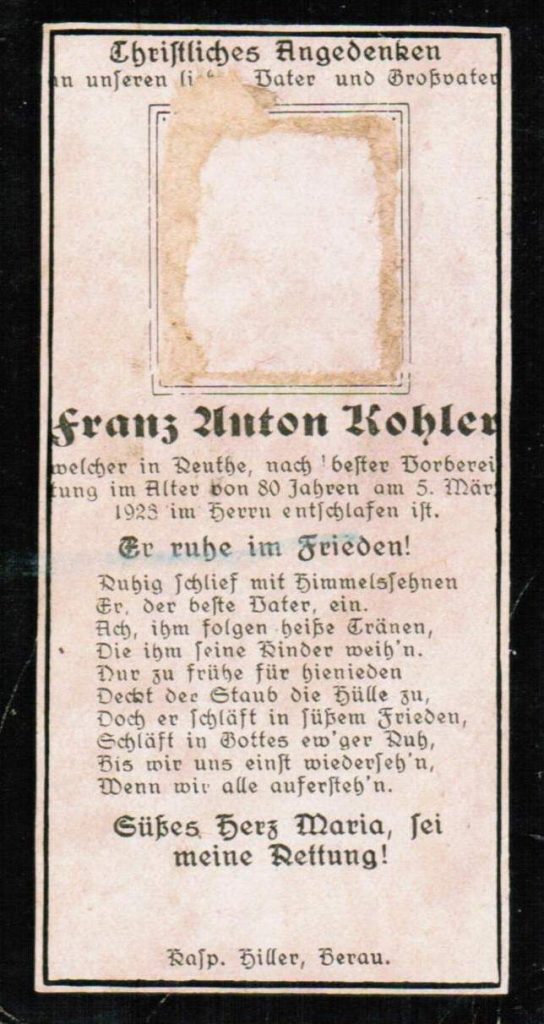 Christliches Angedenken
an unseren Vater und Großvater
Franz Anton Kohler
welcher in Reuthe, nach bester Vorberei
tung im Alter von 80 Jahren am 5. März
1923 im Herrn entschlafen ist.
Er ruhe im Frieden!
Ruhig schlief mit Himmelssehnen
Er, der beste Vater, ein.
Ach, ihm folgen heiße Tränen,
Die ihm seine Kinder weih'n.
Nur zu frühe für hienieden
Deckt der Staub die Hülle zu,
Doch er schläft in süßem Frieden,
Schläft in Gottes ew'ger Ruh,
Bis wir uns einst wiederseh'n,
Wenn wir alle aufersteh'n.
Süßes Herz Maria, sei
meine Rettung!
Kasp. Hiller, Berau.